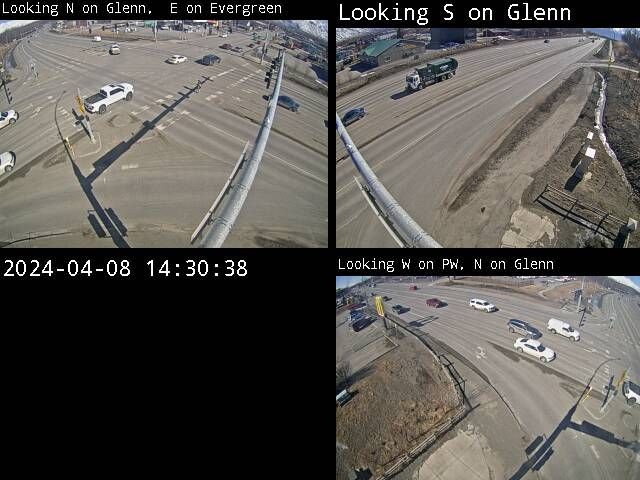 Looking N on Glenn,  E on Evergreen
Looking S on Glenn
2024-04-08 14:30:38
Looking W on PW, N on Glenn